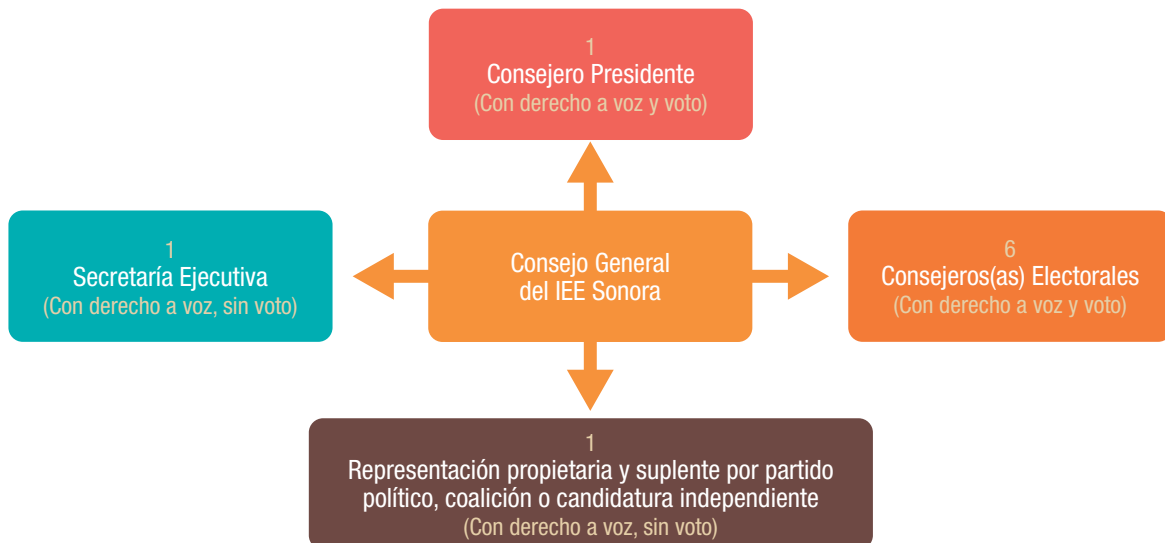 1
Consejero Presidente
(Con derecho a voz y voto)
1
Secretaría Ejecutiva
(Con derecho a voz, sin voto)
Consejo General
del IEE Sonora
6
Consejeros(as) Electorales
(Con derecho a voz y voto)
1
Representación propietaria y suplente por partido
político, coalición o candidatura independiente
(Con derecho a voz, sin voto)